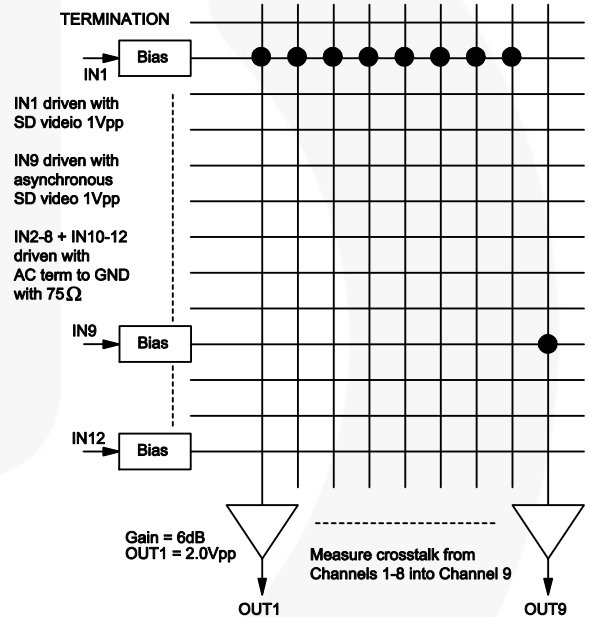 TERMINATION
Bias
IN1
IN1 driven with
SD videio 1Vpp
IN9 driven with
asynchronous
SD video 1Vpp
IN2-8 + IN10-12
driven with
AC term to GND
with 75Ω
IN9
Bias
IN12
Bias
Gain = 6dB
OUT1 = 2.0Vpp
Measure crosstalk from
Channels 1-8 into Channel 9
OUT1
OUT9